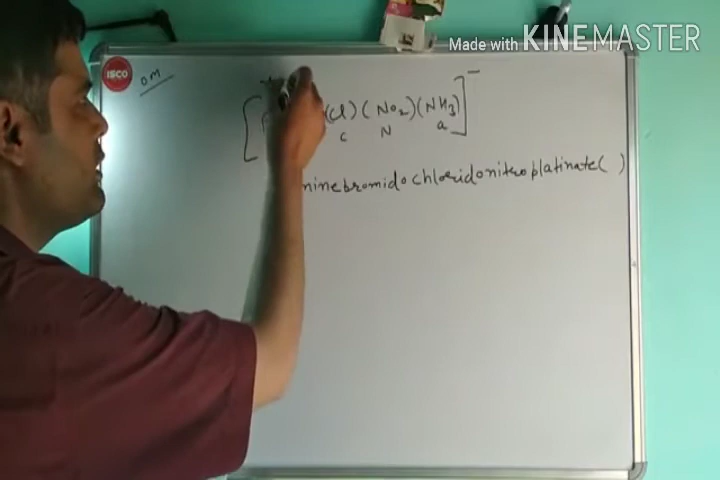 Made with KINEMASTER
ISCO
OM
[ (Cl) (NO2) (NH3) ]−
C N a
minebromidochloridonitroplatinate( )